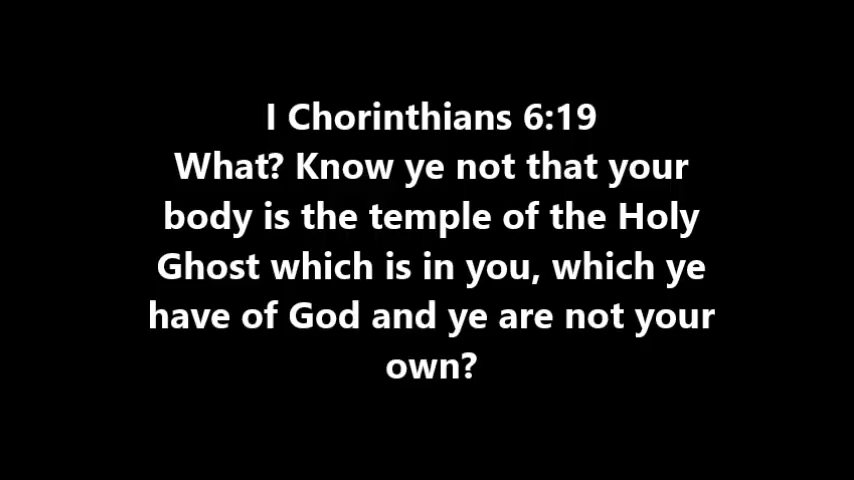 I Chorinthians 6:19
What? Know ye not that your
body is the temple of the Holy
Ghost which is in you, which ye
have of God and ye are not your
own?